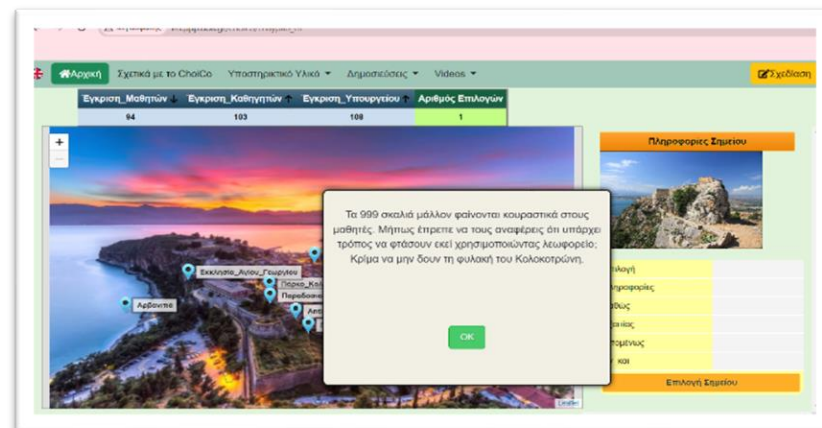 Αρχική Σχετικά με το ChoiCo Υποστηρικτικό Υλικό Δημοσιεύσεις Videos Σχεδίαση
Έγκριση_Μαθητών Έγκριση_Καθηγητών Έγκριση_Υπουργείου Αριθμός Επιλογών
94 103 108 1
+
−
Πληροφορίες Σημείου
Τα 999 σκαλιά μάλλον φαίνονται κουραστικά στους
μαθητές. Μήπως έπρεπε να τους αναφέρεις ότι υπάρχει
τρόπος να φτάσουν εκεί χρησιμοποιώντας λεωφορείο;
Κρίμα να μην δουν τη φυλακή του Κολοκοτρώνη.
OK
Εκκλησία_Αγίου_Γεωργίου
Αρβανιτιά
και
Επιλογή Σημείου
Leaflet